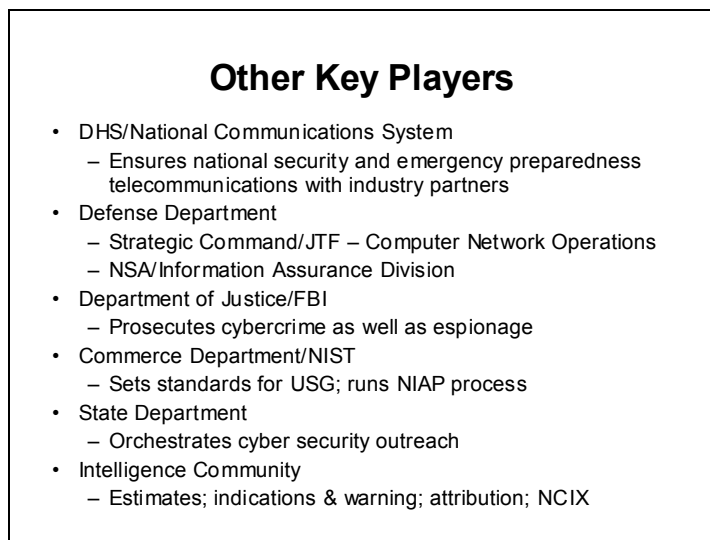 Other Key Players
• DHS/National Communications System
– Ensures national security and emergency preparedness
telecommunications with industry partners
• Defense Department
– Strategic Command/JTF – Computer Network Operations
– NSA/Information Assurance Division
• Department of Justice/FBI
– Prosecutes cybercrime as well as espionage
• Commerce Department/NIST
– Sets standards for USG; runs NIAP process
• State Department
– Orchestrates cyber security outreach
• Intelligence Community
– Estimates; indications & warning; attribution; NCIX